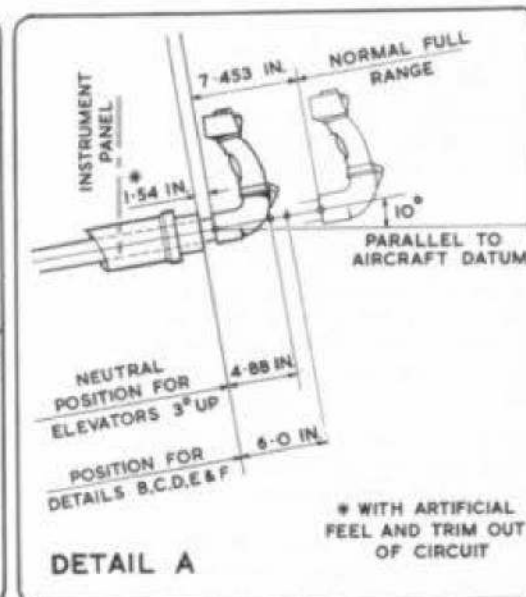 7·453 IN.
NORMAL FULL
RANGE
INSTRUMENT
PANEL
*
1·54 IN.
10°
PARALLEL TO
AIRCRAFT DATUM
NEUTRAL
POSITION FOR
ELEVATORS 3° UP
4·88 IN.
POSITION FOR
DETAILS B,C,D,E & F
6·0 IN.
* WITH ARTIFICIAL
FEEL AND TRIM OUT
OF CIRCUIT
DETAIL A